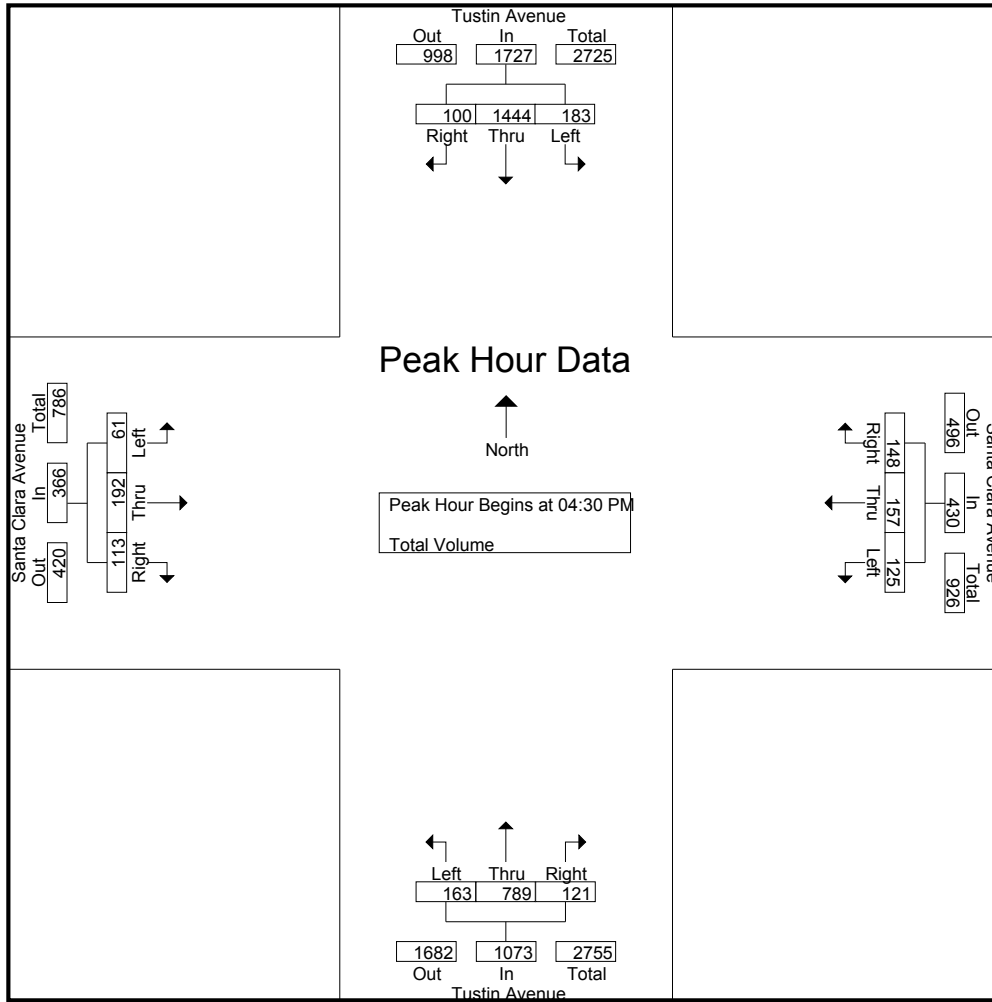 Tustin Avenue
Out In Total
998 1727 2725
100 1444 183
Right Thru Left
Peak Hour Data
North
Peak Hour Begins at 04:30 PM
Total Volume
Santa Clara Avenue
Total In Out
786 366 420
61 192 113
Left Thru Right
Santa Clara Avenue
Out In Total
496 430 926
148 157 125
Right Thru Left
Left Thru Right
163 789 121
1682 1073 2755
Out In Total
Tustin Avenue